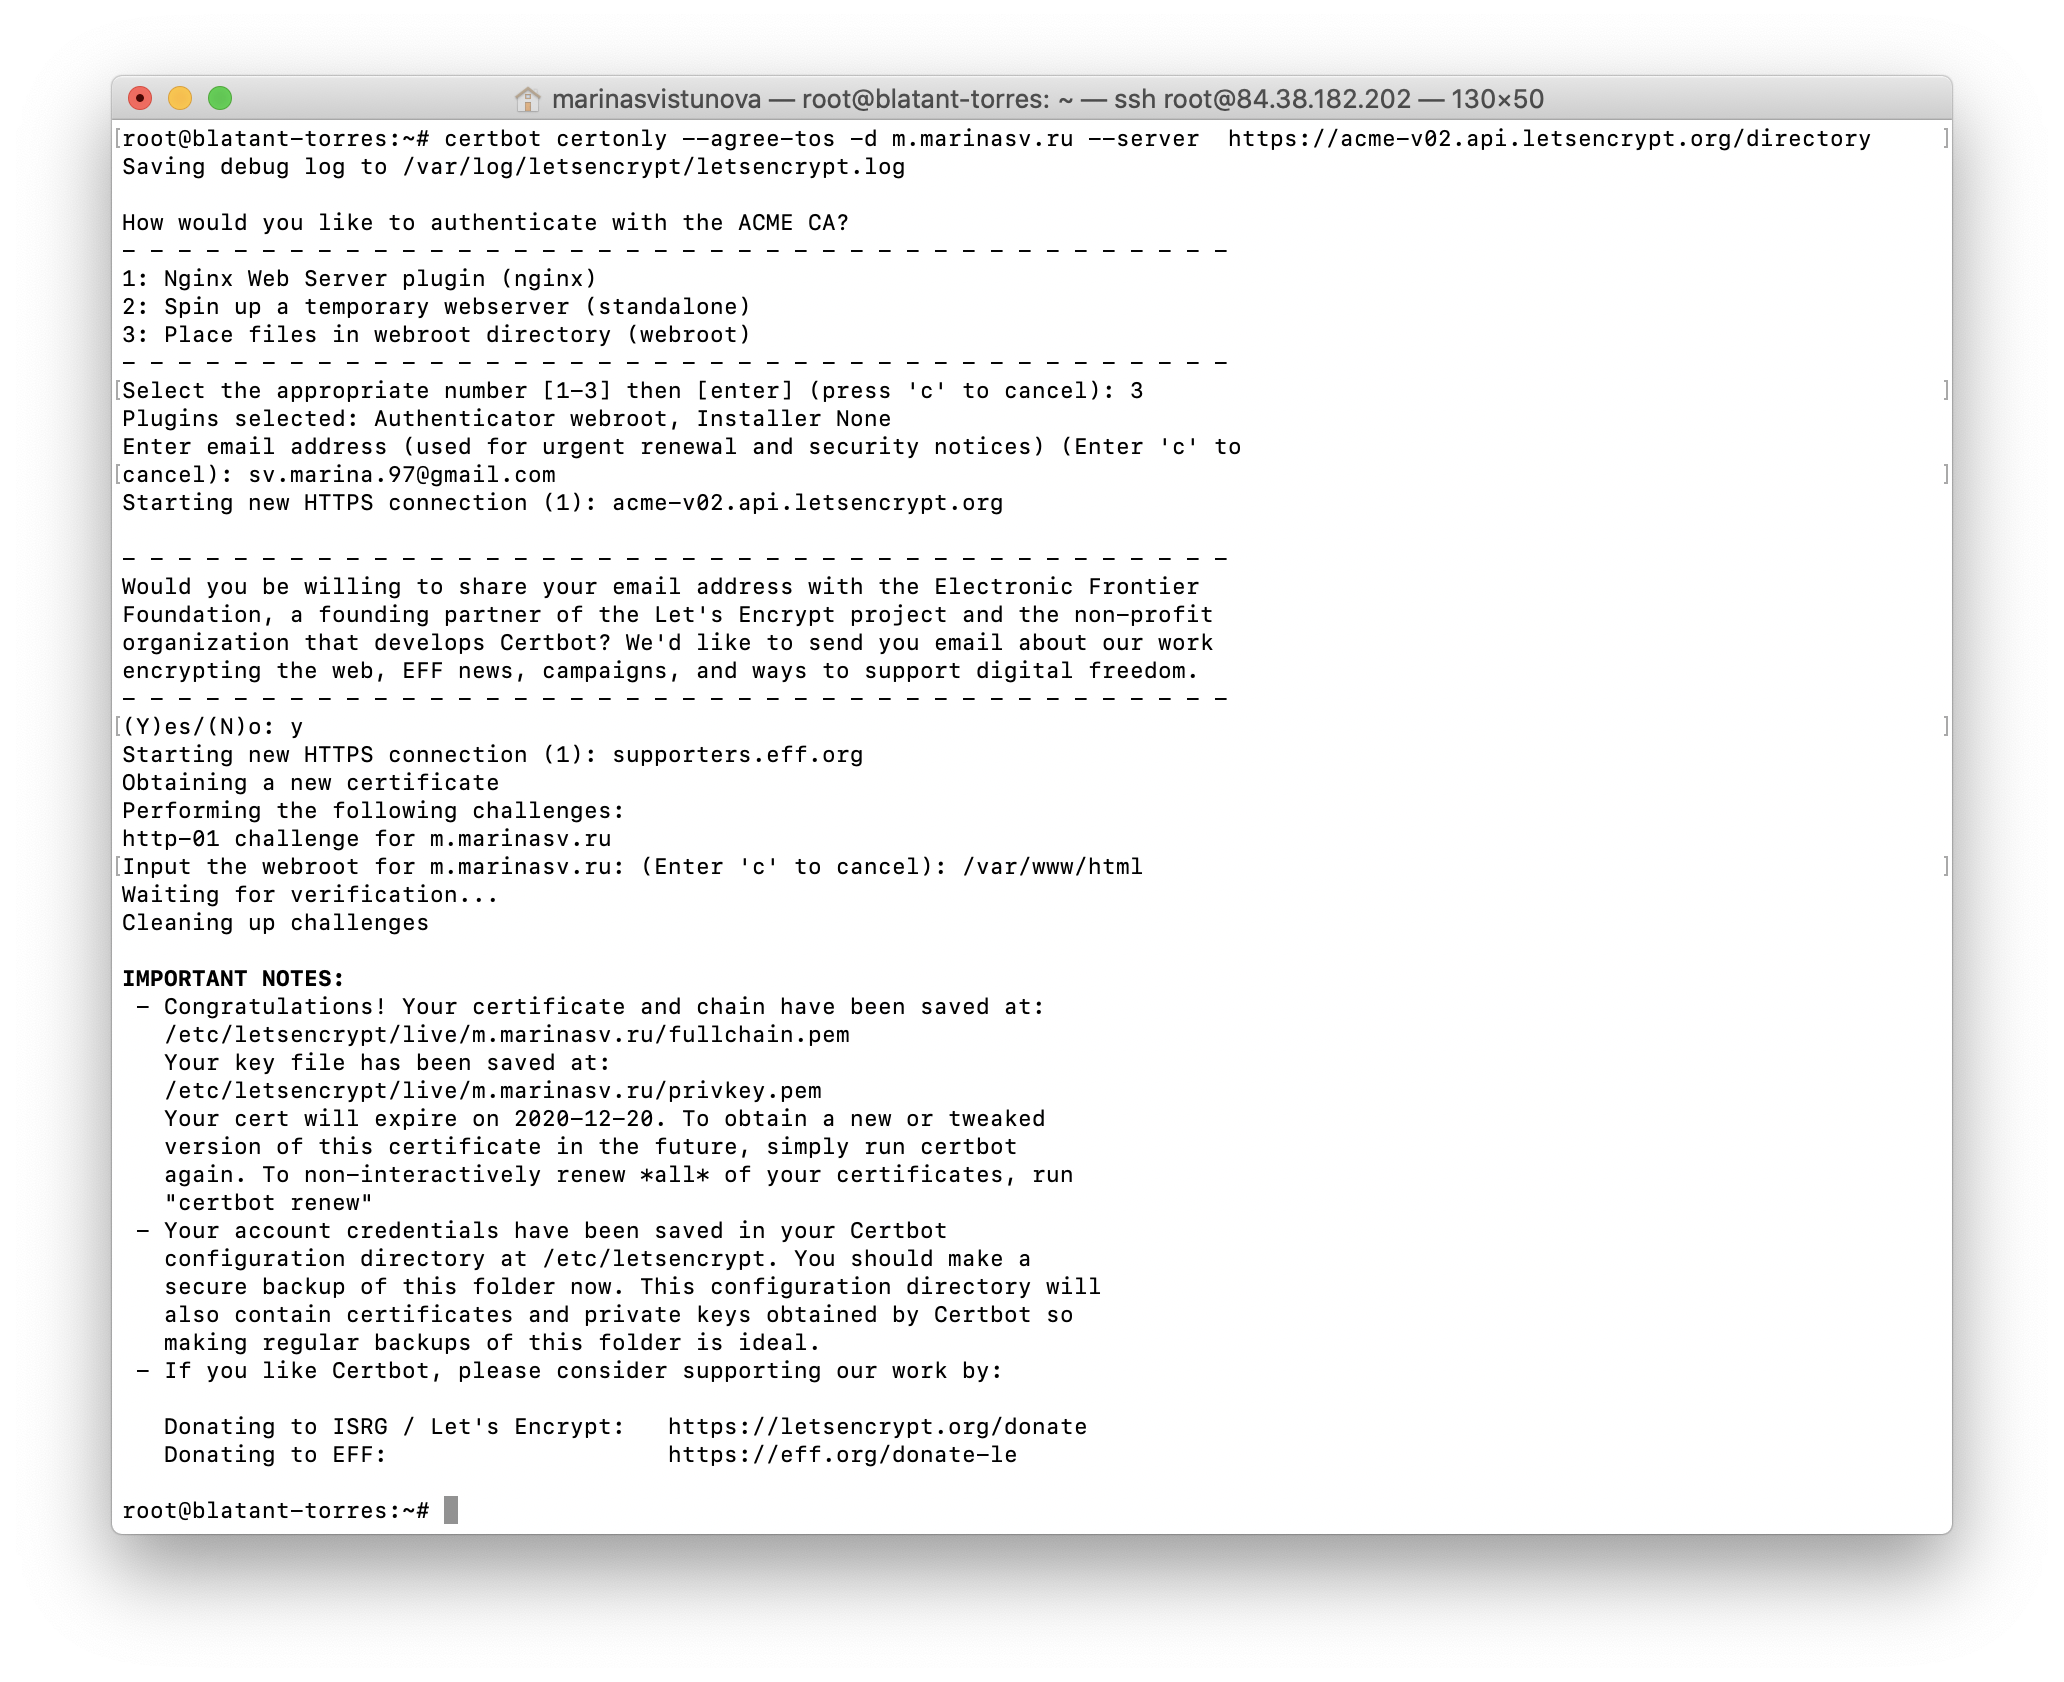 marinasvistunova — root@blatant-torres: ~ — ssh root@84.38.182.202 — 130×50
[root@blatant-torres:~# certbot certonly --agree-tos -d m.marinasv.ru --server  https://acme-v02.api.letsencrypt.org/directory ]
Saving debug log to /var/log/letsencrypt/letsencrypt.log
How would you like to authenticate with the ACME CA?
- - - - - - - - - - - - - - - - - - - - - - - - - - - - - - - - - - - - - - - -
1: Nginx Web Server plugin (nginx)
2: Spin up a temporary webserver (standalone)
3: Place files in webroot directory (webroot)
- - - - - - - - - - - - - - - - - - - - - - - - - - - - - - - - - - - - - - - -
[Select the appropriate number [1-3] then [enter] (press 'c' to cancel): 3 ]
Plugins selected: Authenticator webroot, Installer None
Enter email address (used for urgent renewal and security notices) (Enter 'c' to
[cancel): sv.marina.97@gmail.com ]
Starting new HTTPS connection (1): acme-v02.api.letsencrypt.org
- - - - - - - - - - - - - - - - - - - - - - - - - - - - - - - - - - - - - - - -
Would you be willing to share your email address with the Electronic Frontier
Foundation, a founding partner of the Let's Encrypt project and the non-profit
organization that develops Certbot? We'd like to send you email about our work
encrypting the web, EFF news, campaigns, and ways to support digital freedom.
- - - - - - - - - - - - - - - - - - - - - - - - - - - - - - - - - - - - - - - -
[(Y)es/(N)o: y ]
Starting new HTTPS connection (1): supporters.eff.org
Obtaining a new certificate
Performing the following challenges:
http-01 challenge for m.marinasv.ru
[Input the webroot for m.marinasv.ru: (Enter 'c' to cancel): /var/www/html ]
Waiting for verification...
Cleaning up challenges
IMPORTANT NOTES:
- Congratulations! Your certificate and chain have been saved at:
/etc/letsencrypt/live/m.marinasv.ru/fullchain.pem
Your key file has been saved at:
/etc/letsencrypt/live/m.marinasv.ru/privkey.pem
Your cert will expire on 2020-12-20. To obtain a new or tweaked
version of this certificate in the future, simply run certbot
again. To non-interactively renew *all* of your certificates, run
"certbot renew"
- Your account credentials have been saved in your Certbot
configuration directory at /etc/letsencrypt. You should make a
secure backup of this folder now. This configuration directory will
also contain certificates and private keys obtained by Certbot so
making regular backups of this folder is ideal.
- If you like Certbot, please consider supporting our work by:
Donating to ISRG / Let's Encrypt:   https://letsencrypt.org/donate
Donating to EFF:                    https://eff.org/donate-le
root@blatant-torres:~#